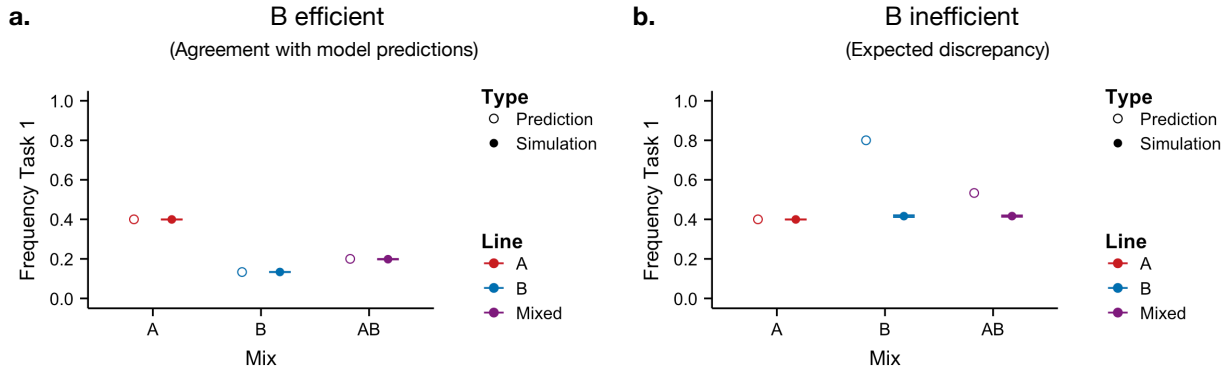 a.
B efficient
(Agreement with model predictions)
Frequency Task 1
1.0
0.8
0.6
0.4
0.2
0.0
A
B
AB
Mix
Type
Prediction
Simulation
Line
A
B
Mixed
b.
B inefficient
(Expected discrepancy)
Frequency Task 1
1.0
0.8
0.6
0.4
0.2
0.0
A
B
AB
Mix
Type
Prediction
Simulation
Line
A
B
Mixed